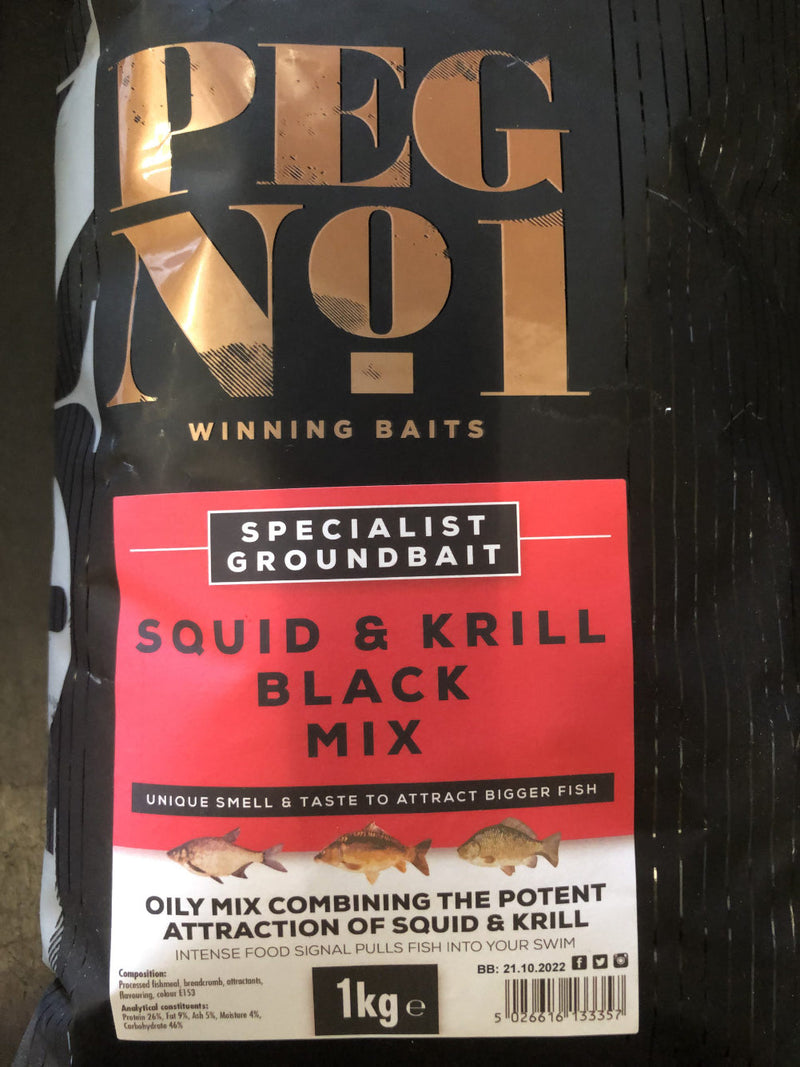 PEG
Nº1
WINNING BAITS
SPECIALIST
GROUNDBAIT
SQUID & KRILL
BLACK
MIX
UNIQUE SMELL & TASTE TO ATTRACT BIGGER FISH
OILY MIX COMBINING THE POTENT
ATTRACTION OF SQUID & KRILL
INTENSE FOOD SIGNAL PULLS FISH INTO YOUR SWIM
Composition:
Processed fishmeal, breadcrumb, attractants,
flavouring, colour E153
Analytical constituents:
Protein 26%, Fat 9%, Ash 5%, Moisture 4%,
Carbohydrate 46%
1kg e
BB: 21.10.2022
5 026616 133357